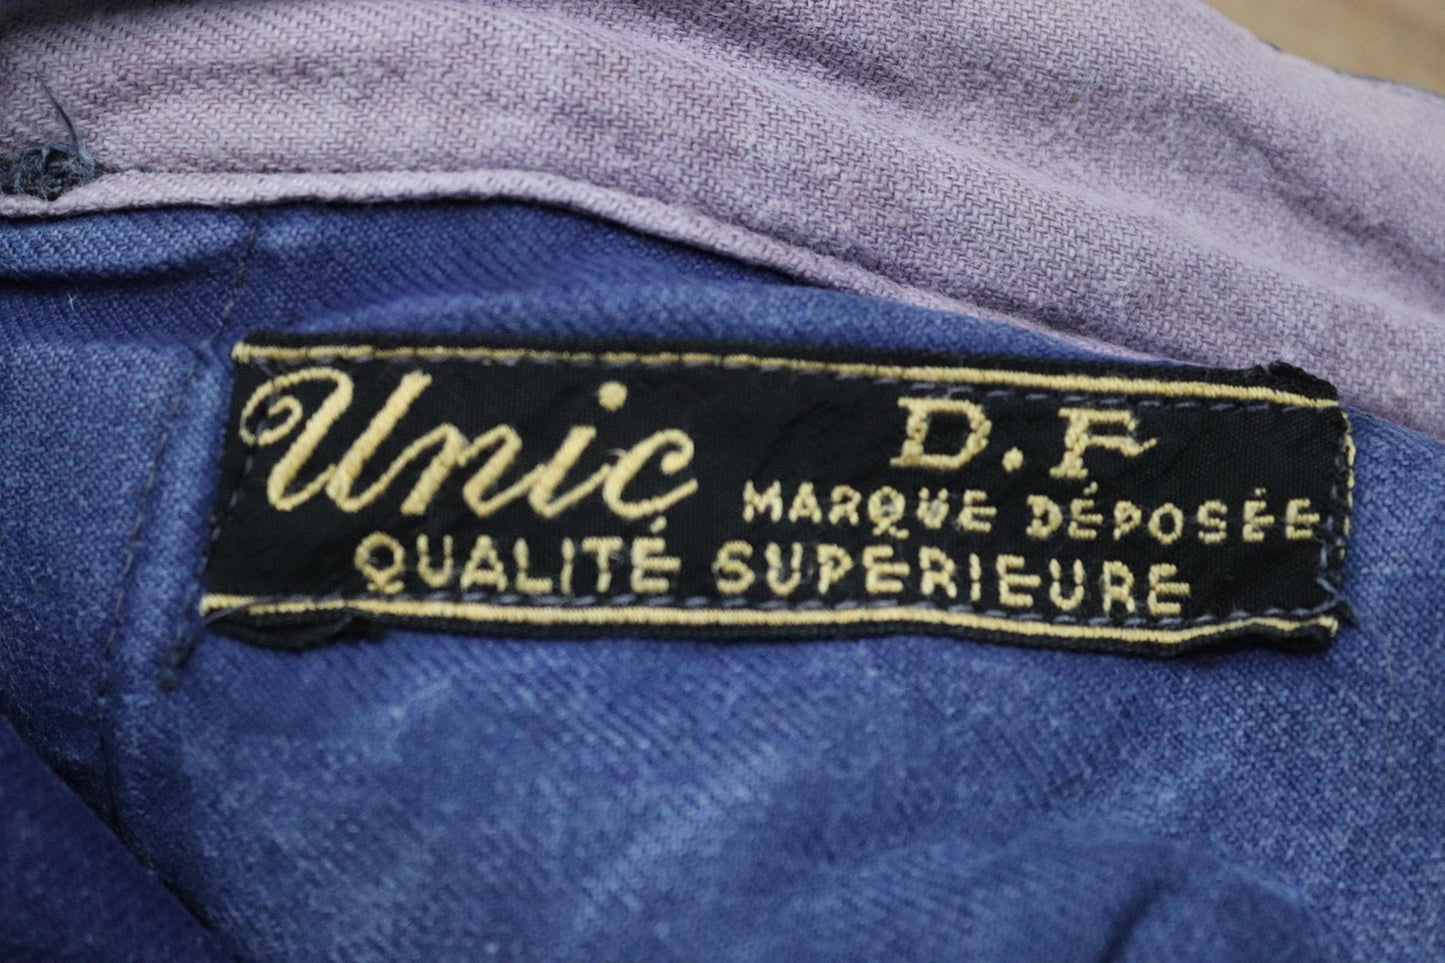 Unic D.F
MARQUE DÉPOSÉE
QUALITÉ SUPERIEURE